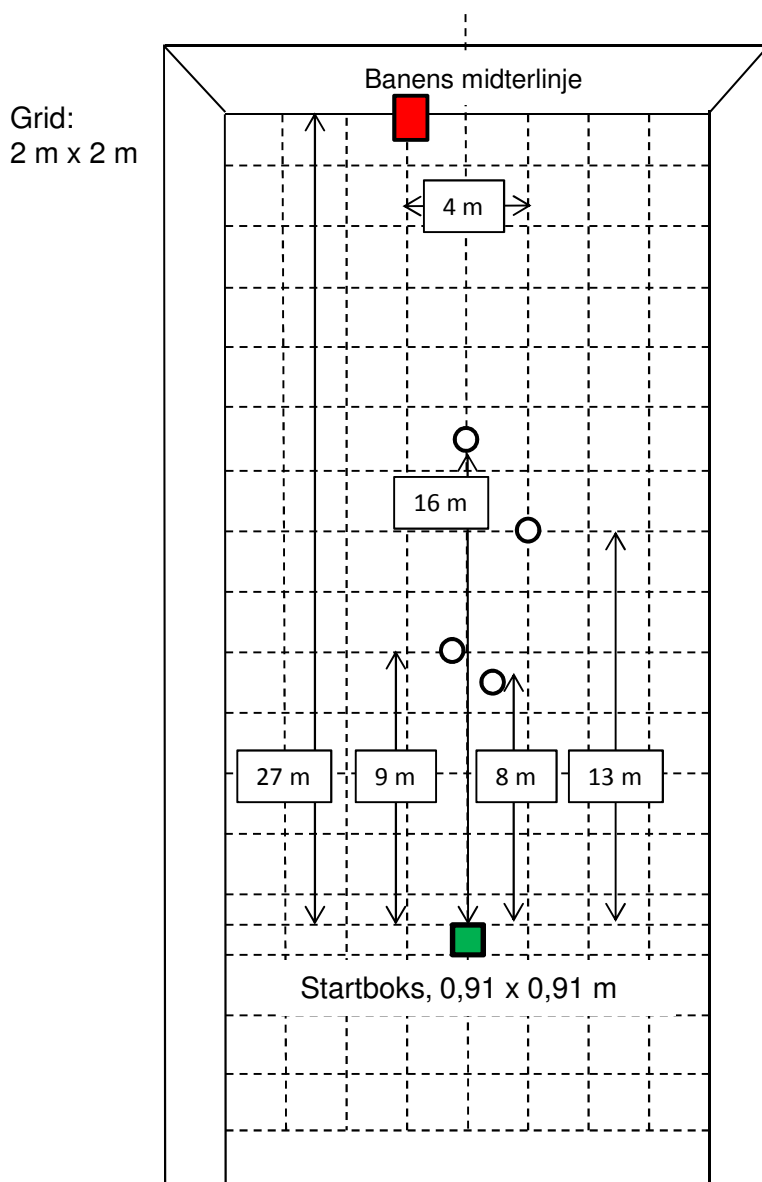 Banens midterlinje
Grid:
2 m x 2 m
4 m
16 m
27 m
9 m
8 m
13 m
Startboks, 0,91 x 0,91 m